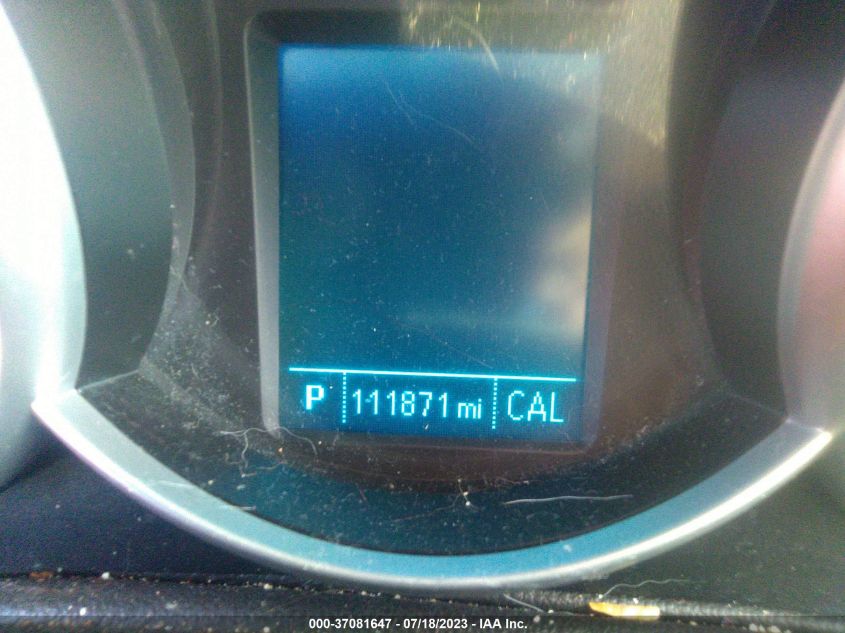 P 111871 mi CAL
000-37081647 / 07/18/2023 - IAA Inc.